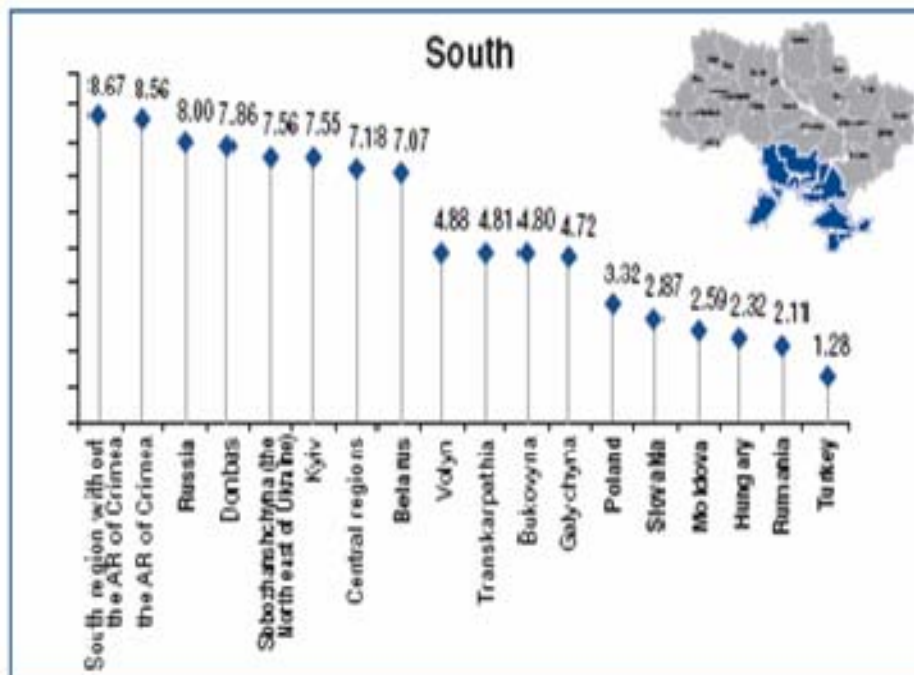 South
8.67
8.56
8.00
7.86
7.56
7.55
7.18
7.07
4.88
4.81
4.80
4.72
3.32
2.87
2.59
2.32
2.11
1.28
South region without
the AR of Crimea
the AR of Crimea
Russia
Donbas
Slobozhanshchyna (the
North east of Ukraine)
Kyiv
Central regions
Belarus
Volyn
Transkarpathia
Bukovyna
Galychyna
Poland
Slovakia
Moldova
Hungary
Rumania
Turkey